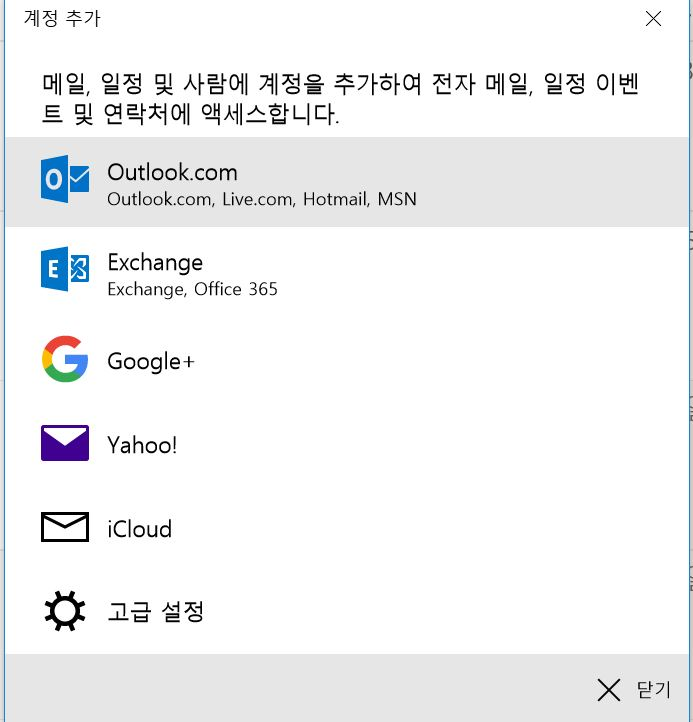 계정 추가
메일, 일정 및 사람에 계정을 추가하여 전자 메일, 일정 이벤
트 및 연락처에 액세스합니다.
Outlook.com
Outlook.com, Live.com, Hotmail, MSN
Exchange
Exchange, Office 365
Google+
Yahoo!
iCloud
고급 설정
닫기